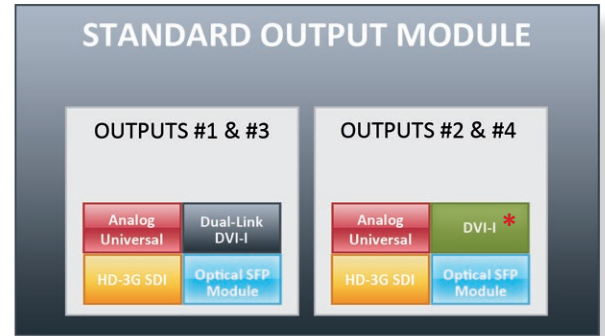 STANDARD OUTPUT MODULE
OUTPUTS #1 & #3
Analog
Universal
Dual-Link
DVI-I
HD-3G SDI
Optical SFP
Module
OUTPUTS #2 & #4
Analog
Universal
DVI-I *
HD-3G SDI
Optical SFP
Module